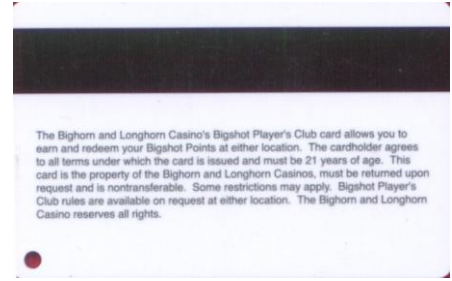 The Bighorn and Longhorn Casino's Bigshot Player's Club card allows you to
earn and redeem your Bigshot Points at either location. The cardholder agrees
to all terms under which the card is issued and must be 21 years of age. This
card is the property of the Bighorn and Longhorn Casinos, must be returned upon
request and is nontransferable. Some restrictions may apply. Bigshot Player's
Club rules are available on request at either location. The Bighorn and Longhorn
Casino reserves all rights.